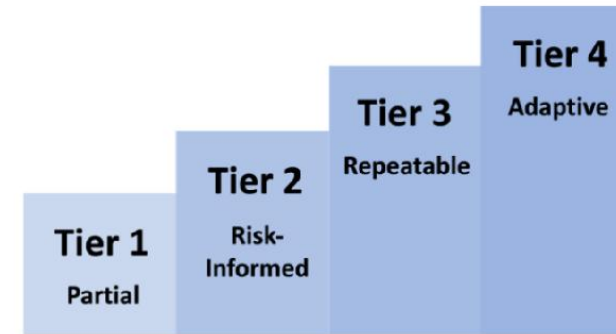 Tier 1
Partial
Tier 2
Risk-
Informed
Tier 3
Repeatable
Tier 4
Adaptive